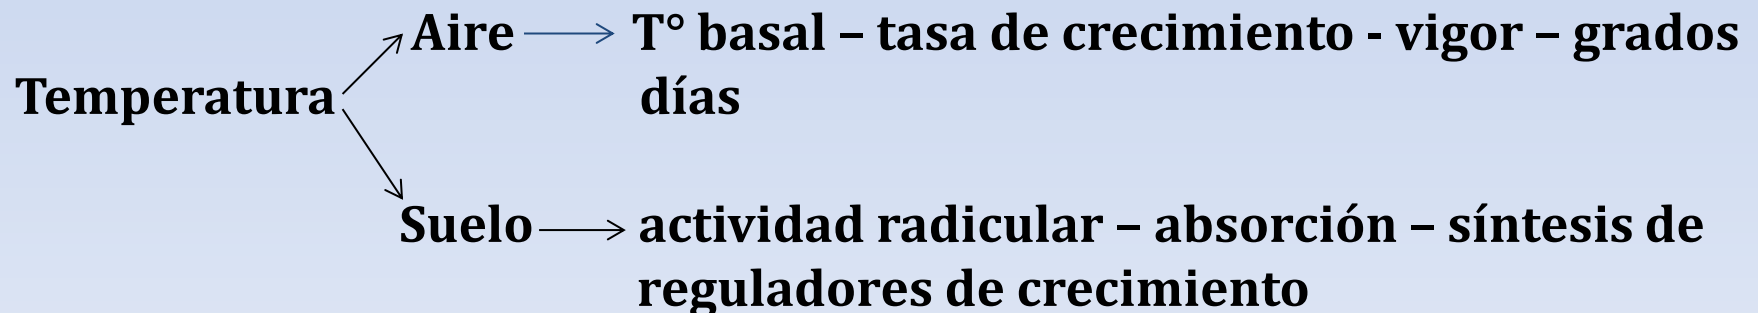 Aire T° basal – tasa de crecimiento - vigor – grados
Temperatura días
Suelo actividad radicular – absorción – síntesis de
reguladores de crecimiento